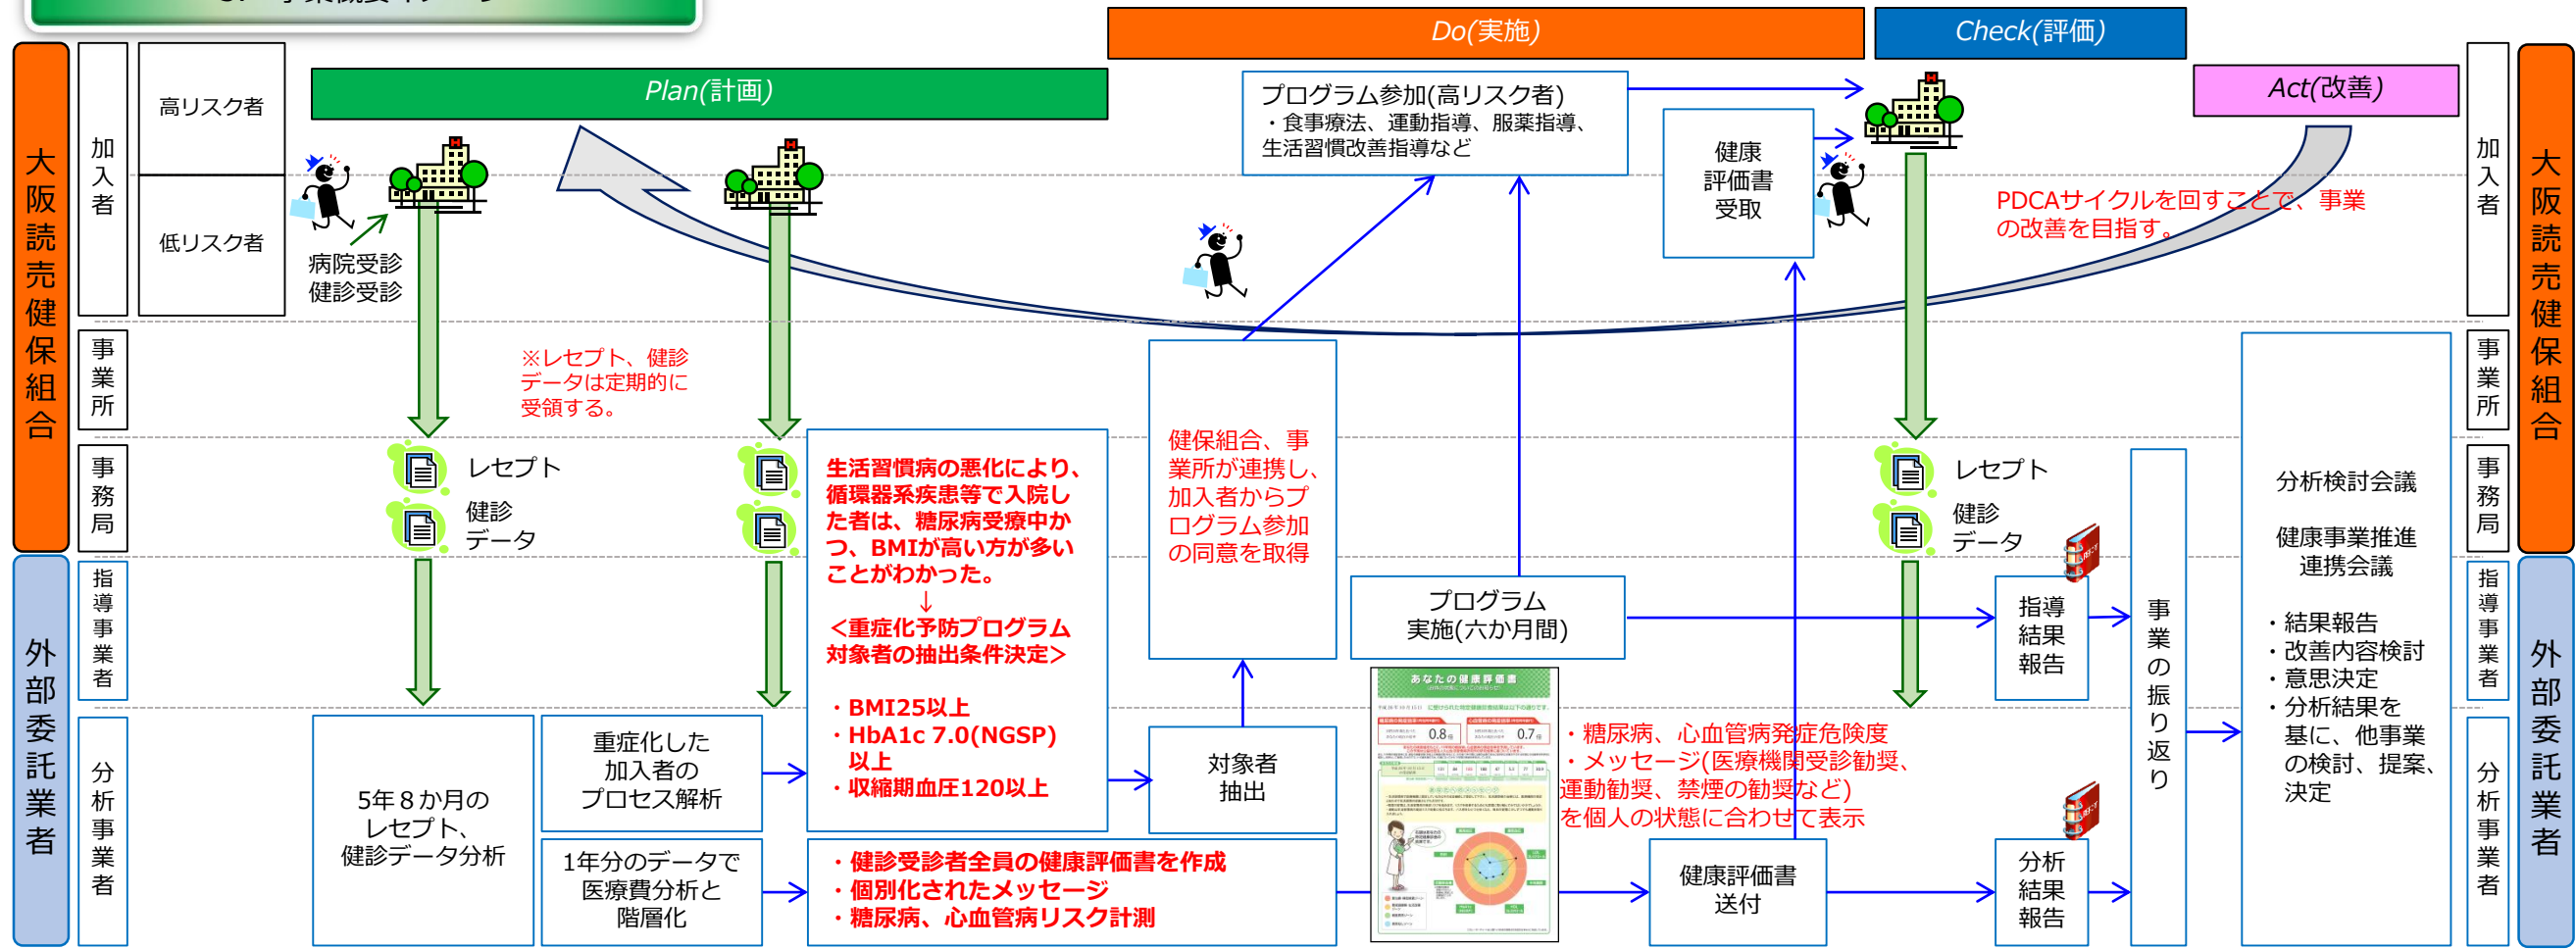 Do(実施)
Check(評価)
Plan(計画)
Act(改善)
大阪読売健保組合
加入者
高リスク者
低リスク者
病院受診
健診受診
プログラム参加(高リスク者)
・食事療法、運動指導、服薬指導、
生活習慣改善指導など
健康
評価書
受取
PDCAサイクルを回すことで、事業
の改善を目指す。
加入者
大阪読売健保組合
事業所
※レセプト、健診
データは定期的に
受領する。
事業所
事務局
レセプト
健診
データ
生活習慣病の悪化により、
循環器系疾患等で入院し
た者は、糖尿病受療中か
つ、BMIが高い方が多い
ことがわかった。
↓
<重症化予防プログラム
対象者の抽出条件決定>
・BMI25以上
・HbA1c 7.0(NGSP)
以上
・収縮期血圧120以上
健保組合、事
業所が連携し、
加入者からプ
ログラム参加
の同意を取得
レセプト
健診
データ
事務局
外部委託業者
指導事業者
プログラム
実施(六か月間)
指導
結果
報告
事業の振り返り
分析検討会議
健康事業推進
連携会議
・結果報告
・改善内容検討
・意思決定
・分析結果を
基に、他事業
の検討、提案、
決定
指導事業者
外部委託業者
分析事業者
5年８か月の
レセプト、
健診データ分析
重症化した
加入者の
プロセス解析
1年分のデータで
医療費分析と
階層化
対象者
抽出
・健診受診者全員の健康評価書を作成
・個別化されたメッセージ
・糖尿病、心血管病リスク計測
あなたの健康評価書
0.8
0.7
・糖尿病、心血管病発症危険度
・メッセージ(医療機関受診勧奨、
運動勧奨、禁煙の勧奨など)
を個人の状態に合わせて表示
健康評価書
送付
分析
結果
報告
分析事業者